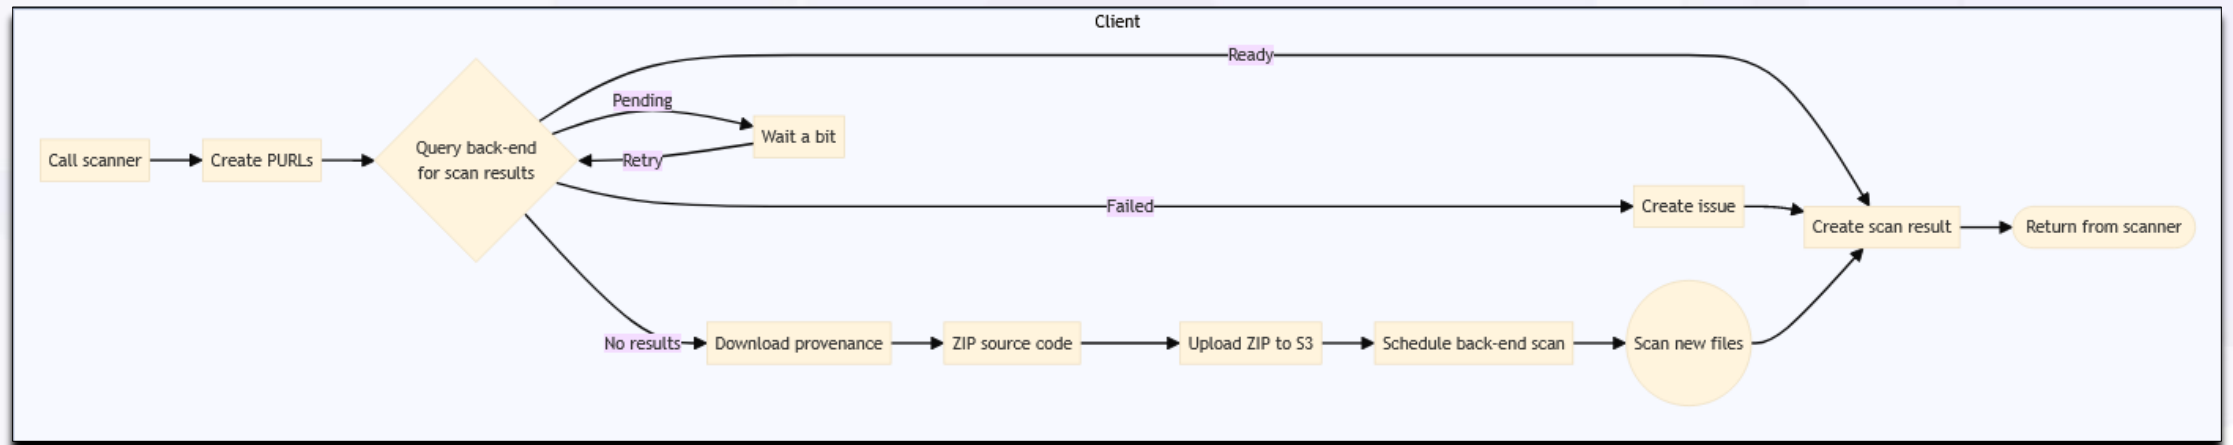 Client
Ready
Pending
Wait a bit
Call scanner
Create PURLs
Query back-end
for scan results
Retry
Failed
Create issue
Create scan result
Return from scanner
No results
Download provenance
ZIP source code
Upload ZIP to S3
Schedule back-end scan
Scan new files